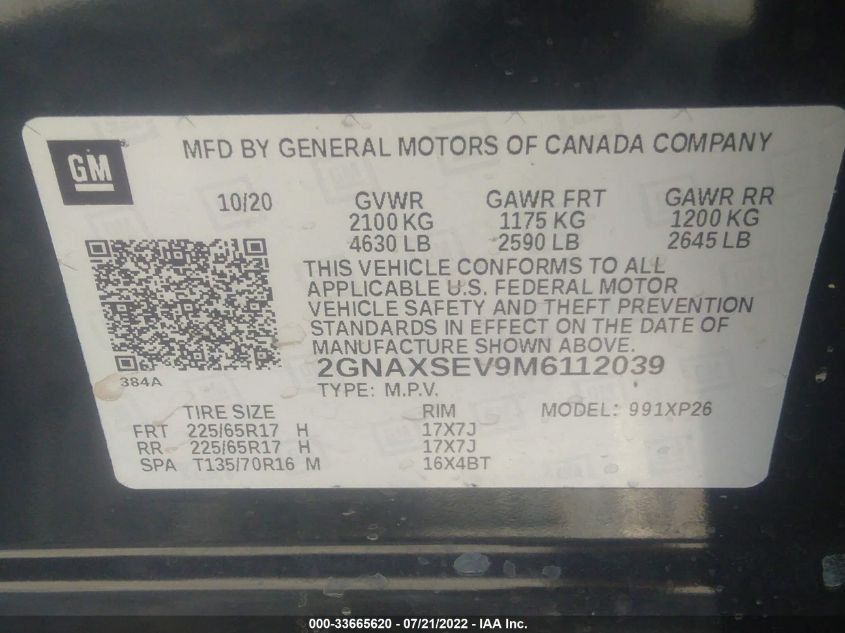 GM
MFD BY GENERAL MOTORS OF CANADA COMPANY
10/20 GVWR GAWR FRT GAWR RR
2100 KG 1175 KG 1200 KG
4630 LB 2590 LB 2645 LB
THIS VEHICLE CONFORMS TO ALL
APPLICABLE U.S. FEDERAL MOTOR
VEHICLE SAFETY AND THEFT PREVENTION
STANDARDS IN EFFECT ON THE DATE OF
MANUFACTURE SHOWN ABOVE.
384A 2GNAXSEV9M6112039
TYPE: M.P.V.
TIRE SIZE RIM MODEL: 991XP26
FRT 225/65R17 H 17X7J
RR 225/65R17 H 17X7J
SPA T135/70R16 M 16X4BT
000-33665620 / 07/21/2022 - IAA Inc.